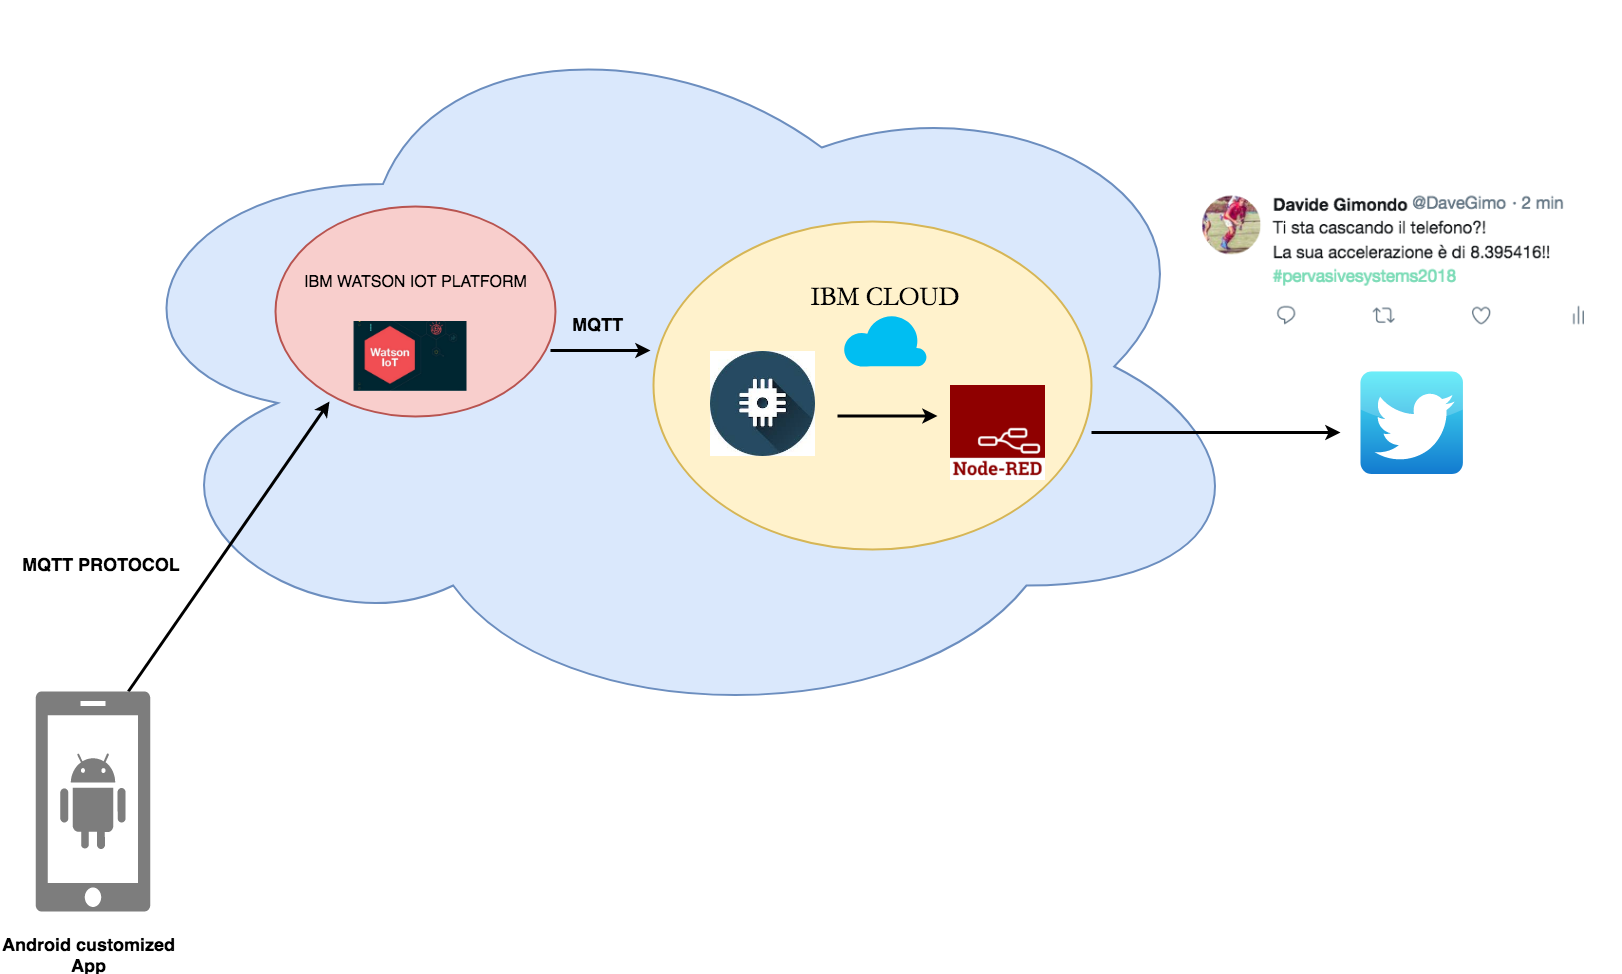 Davide Gimondo @DaveGimo · 2 min
Ti sta cascando il telefono?!
La sua accelerazione è di 8.395416!!
#pervasivesystems2018
IBM WATSON IOT PLATFORM
Watson
IoT
MQTT
IBM CLOUD
Node-RED
MQTT PROTOCOL
Android customized
App